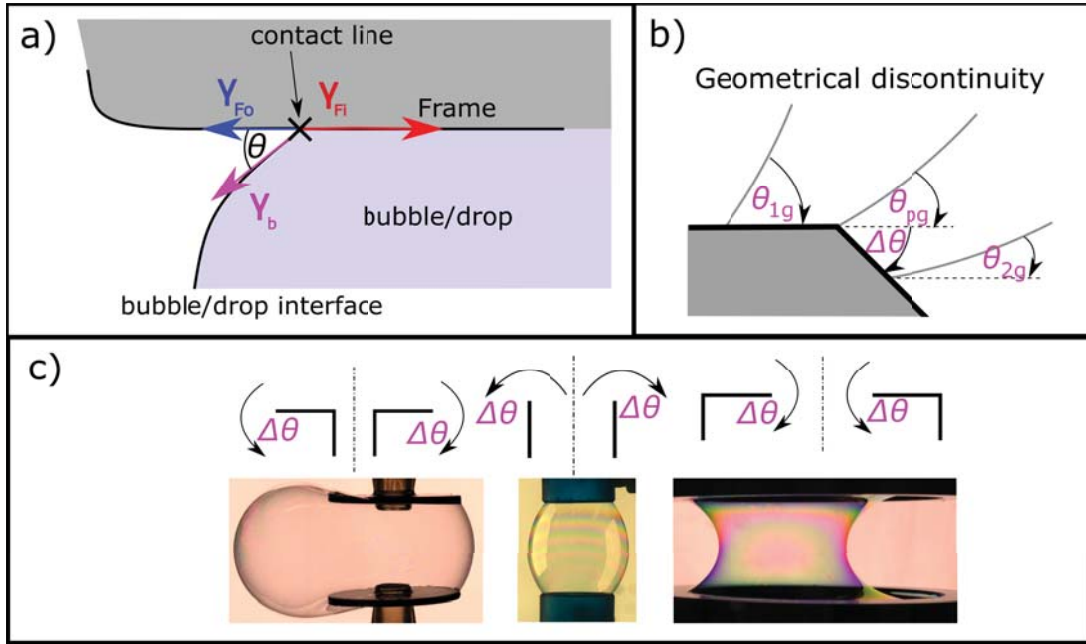 a)
contact line
γFo
γFi
Frame
θ
γb
bubble/drop
bubble/drop interface
b)
Geometrical discontinuity
θ1g
θpg
Δθ
θ2g
c)
Δθ
Δθ
Δθ
Δθ
Δθ
Δθ